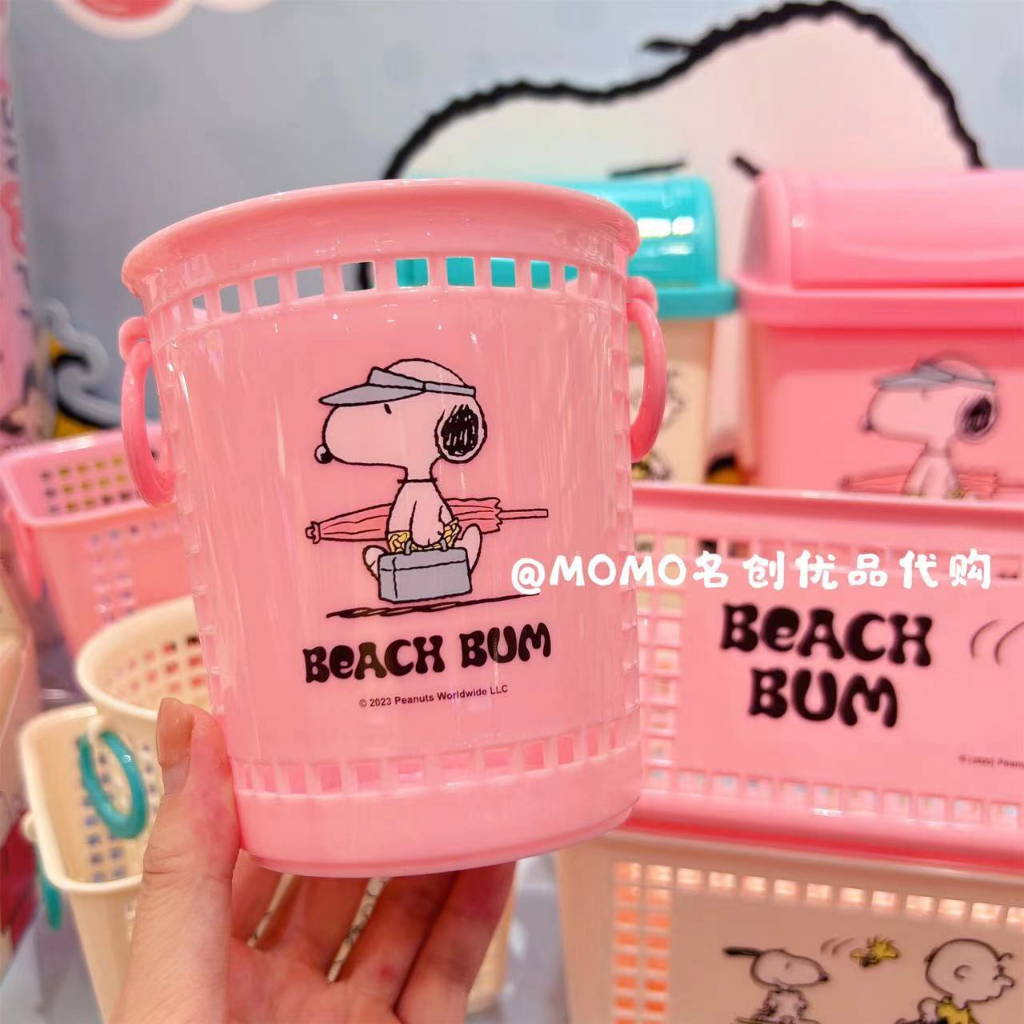 BEACH BUM
© 2023 Peanuts Worldwide LLC
@MOMO名创优品代购
BEACH
BUM